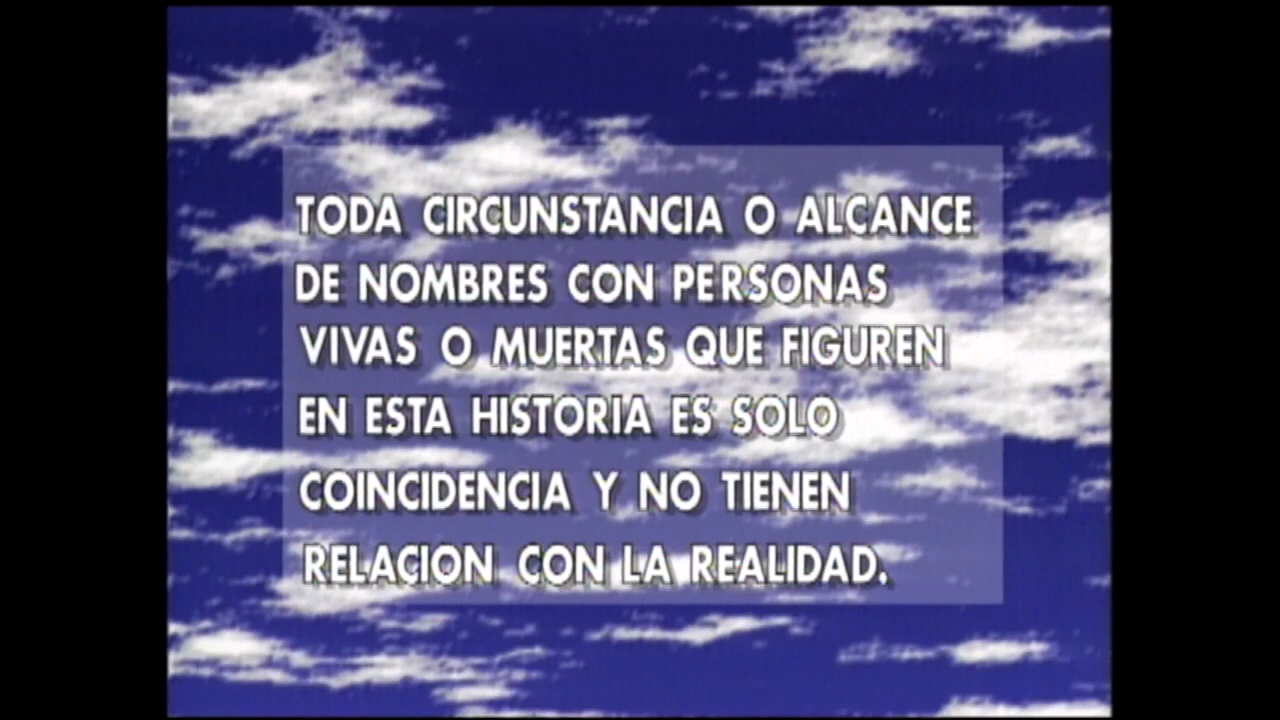 TODA CIRCUNSTANCIA O ALCANCE
DE NOMBRES CON PERSONAS
VIVAS O MUERTAS QUE FIGUREN
EN ESTA HISTORIA ES SOLO
COINCIDENCIA Y NO TIENEN
RELACION CON LA REALIDAD.